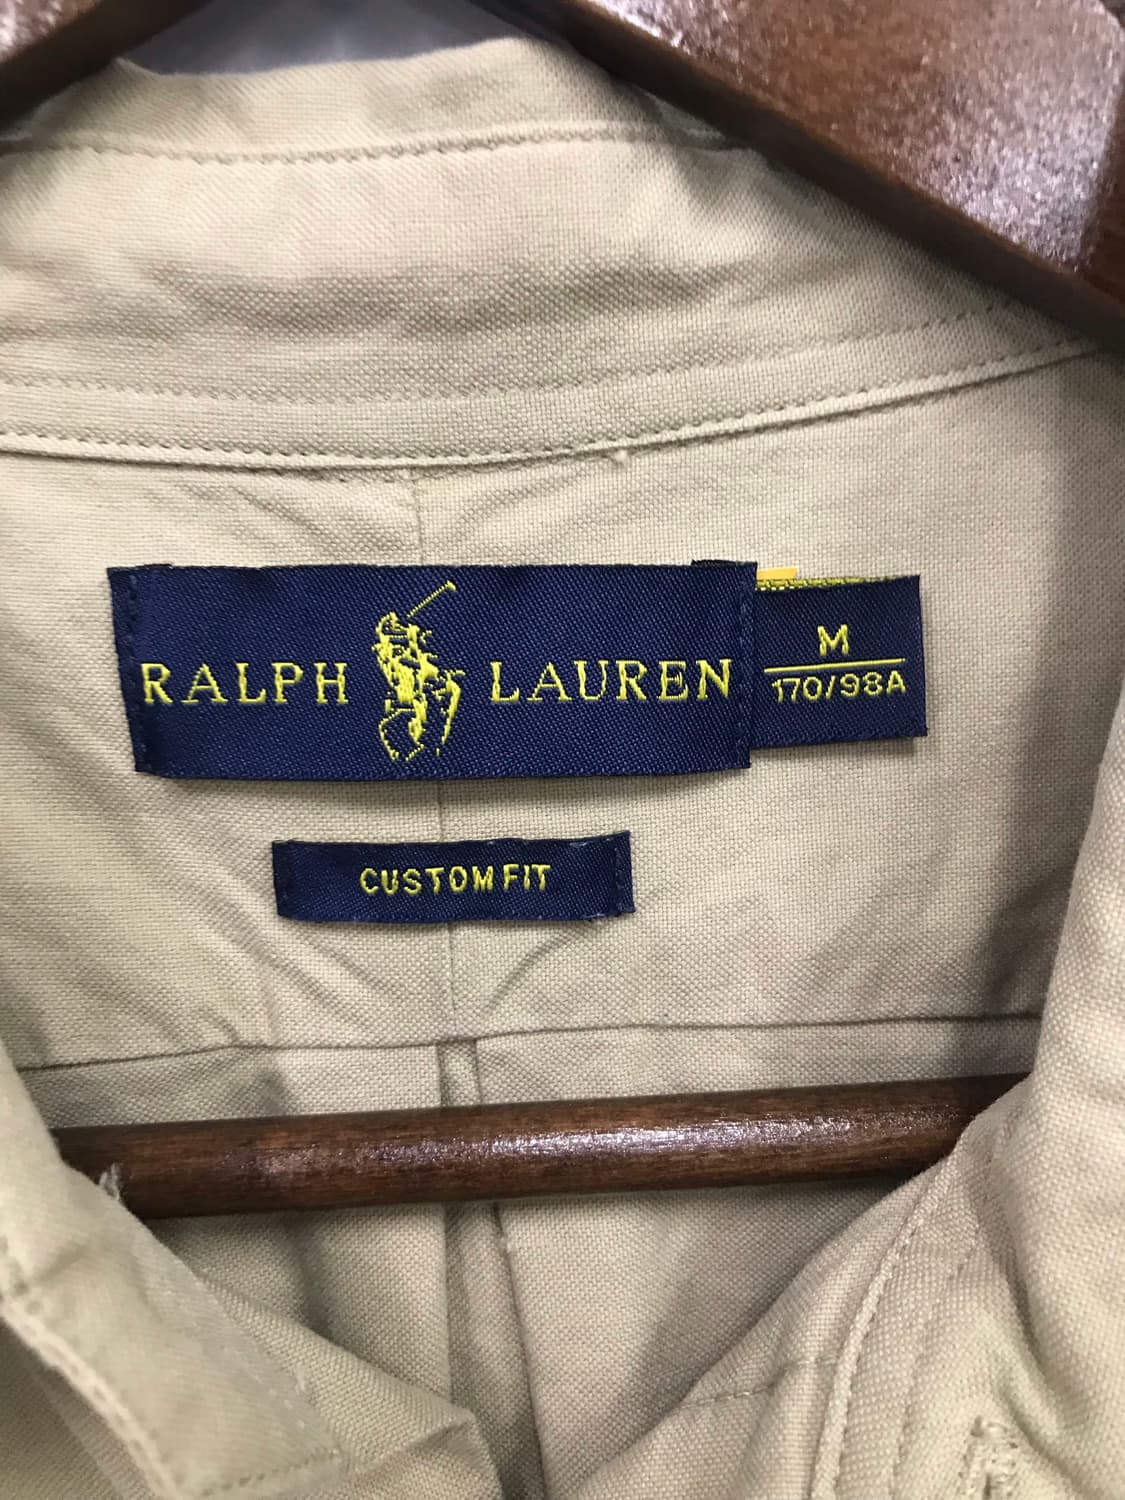 RALPH LAUREN
M
170/98A
CUSTOM FIT